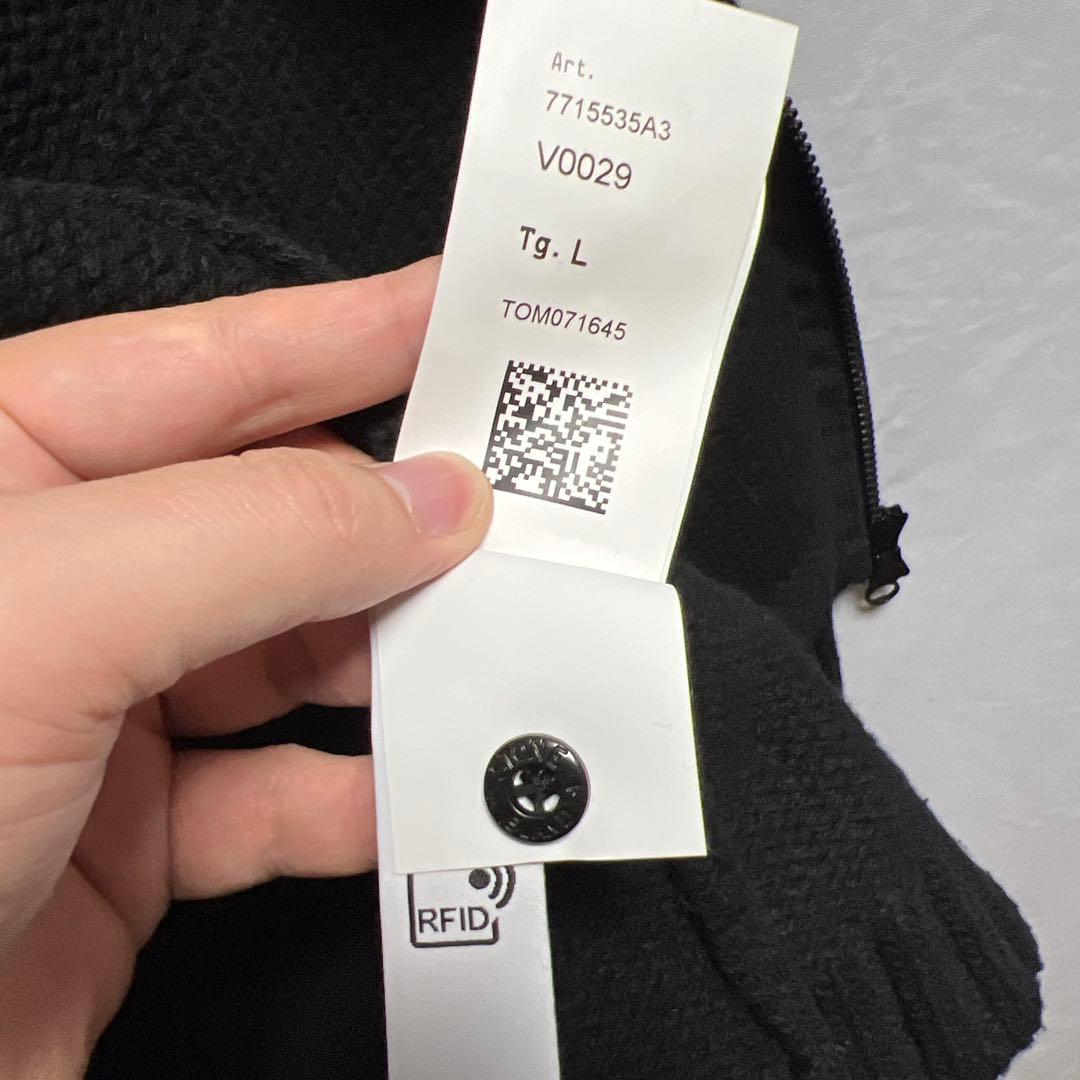 Art.
7715535A3
V0029
Tg. L
TOM071645
RFID